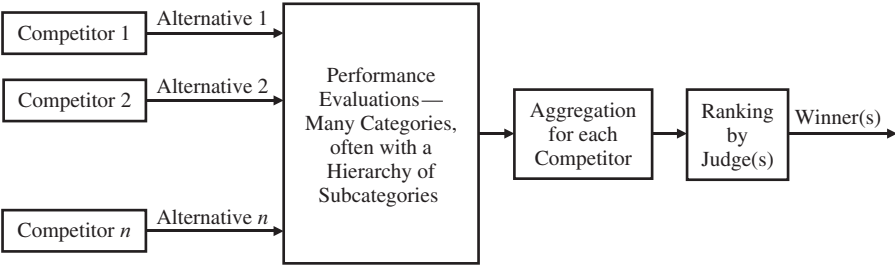 Competitor 1
Alternative 1
Competitor 2
Alternative 2
Competitor n
Alternative n
Performance
Evaluations—
Many Categories,
often with a
Hierarchy of
Subcategories
Aggregation
for each
Competitor
Ranking
by
Judge(s)
Winner(s)